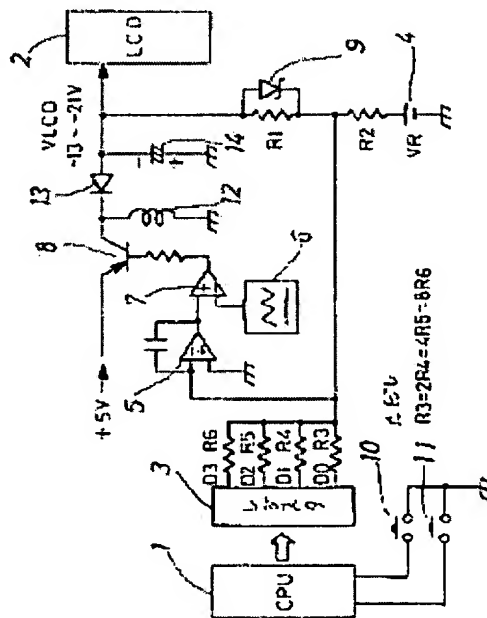 2
LCD
VLCD
-13~-21V
13
14
12
8
+5V
7
6
5
9
R1
R2
VR
4
3
D3 R6
D2 R5
D1 R4
D0 R3
1
CPU
10
11
R3=2R4=4R5=8R6